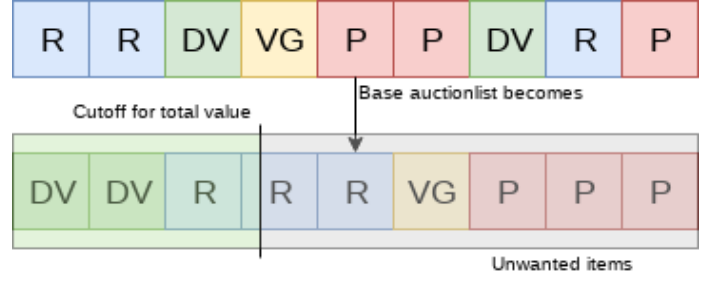 R R DV VG P P DV R P
Base auctionlist becomes
Cutoff for total value
DV DV R R R VG P P P
Unwanted items